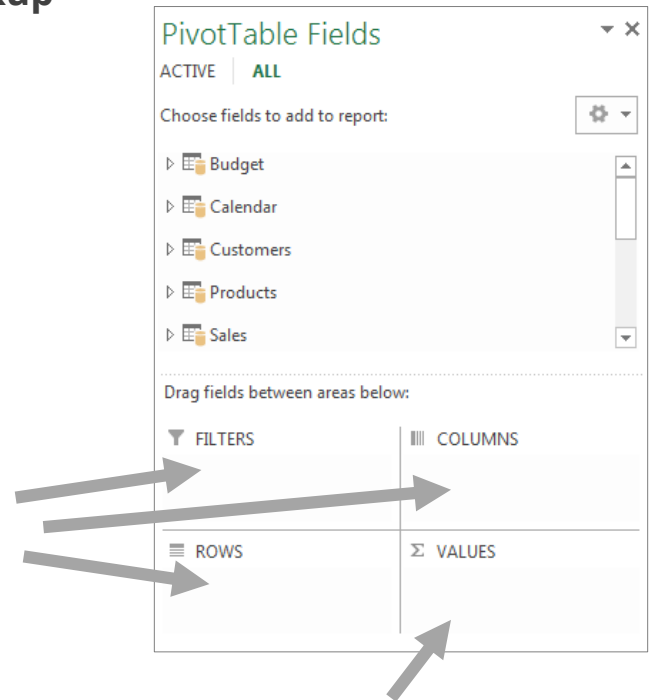 PivotTable Fields
ACTIVE ALL
Choose fields to add to report:
Budget
Calendar
Customers
Products
Sales
Drag fields between areas below:
FILTERS
COLUMNS
ROWS
Σ VALUES